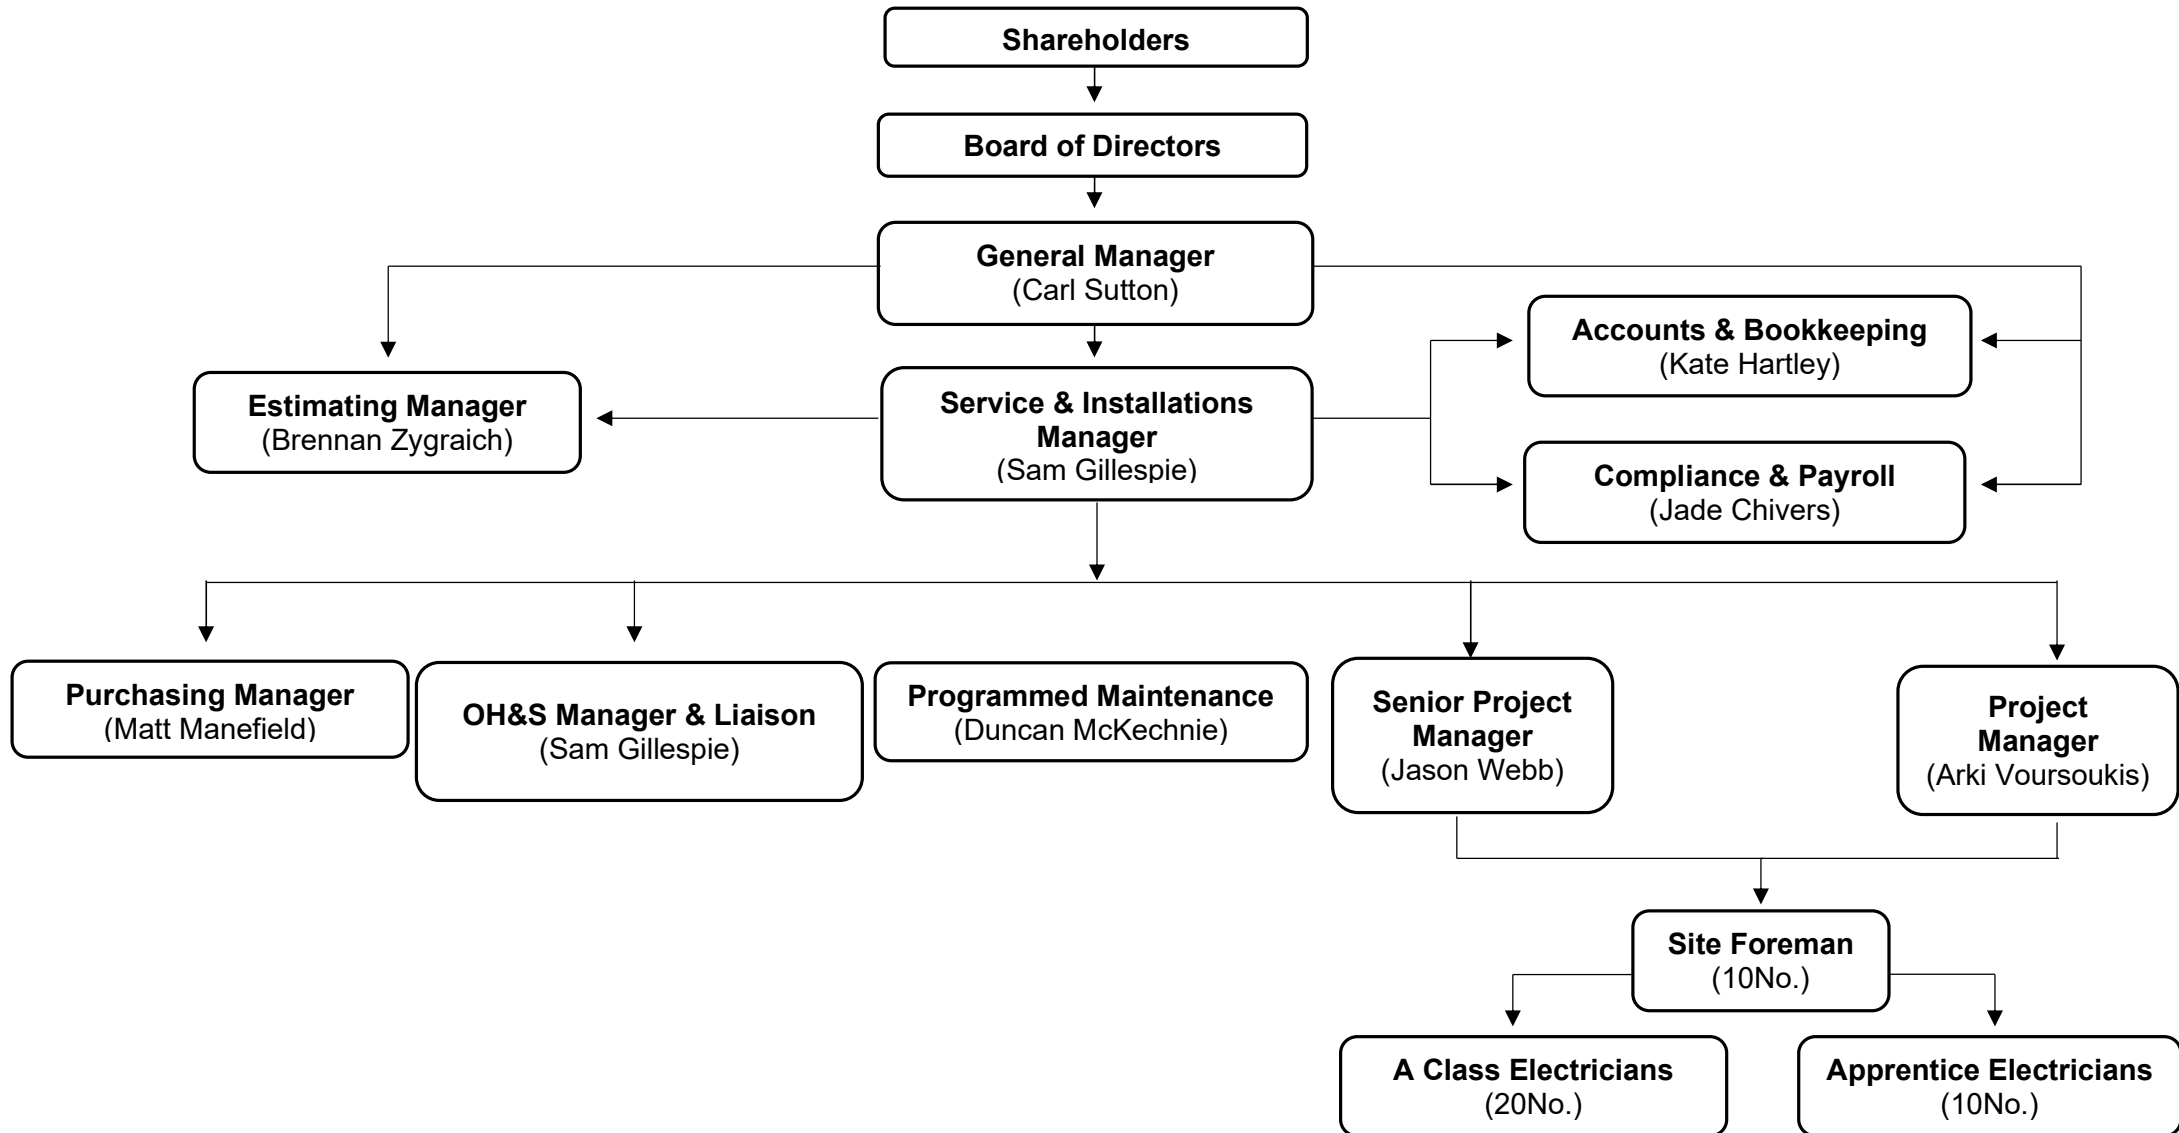 Shareholders
Board of Directors
General Manager
(Carl Sutton)
Accounts & Bookkeeping
(Kate Hartley)
Estimating Manager
(Brennan Zygraich)
Service & Installations
Manager
(Sam Gillespie)
Compliance & Payroll
(Jade Chivers)
Purchasing Manager
(Matt Manefield)
OH&S Manager & Liaison
(Sam Gillespie)
Programmed Maintenance
(Duncan McKechnie)
Senior Project
Manager
(Jason Webb)
Project
Manager
(Arki Voursoukis)
Site Foreman
(10No.)
A Class Electricians
(20No.)
Apprentice Electricians
(10No.)